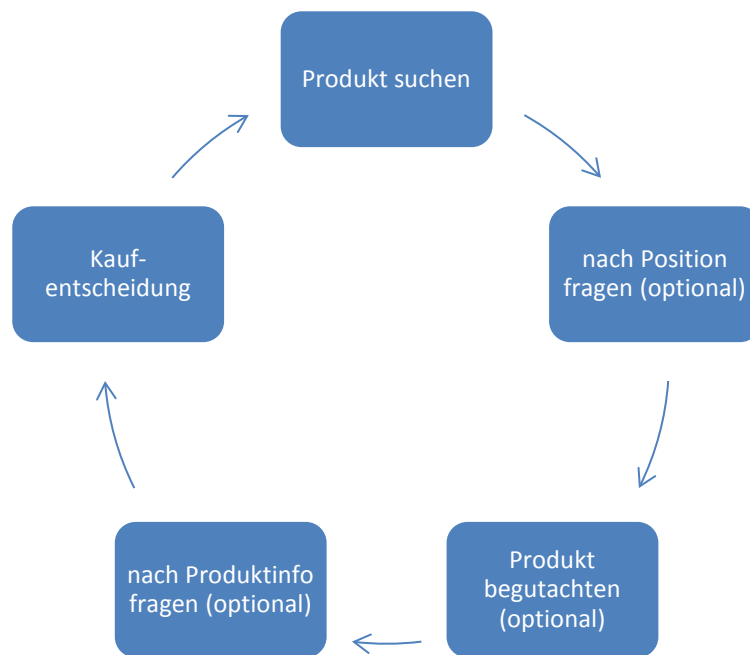 Produkt suchen
nach Position
fragen (optional)
Produkt
begutachten
(optional)
nach Produktinfo
fragen (optional)
Kauf-
entscheidung